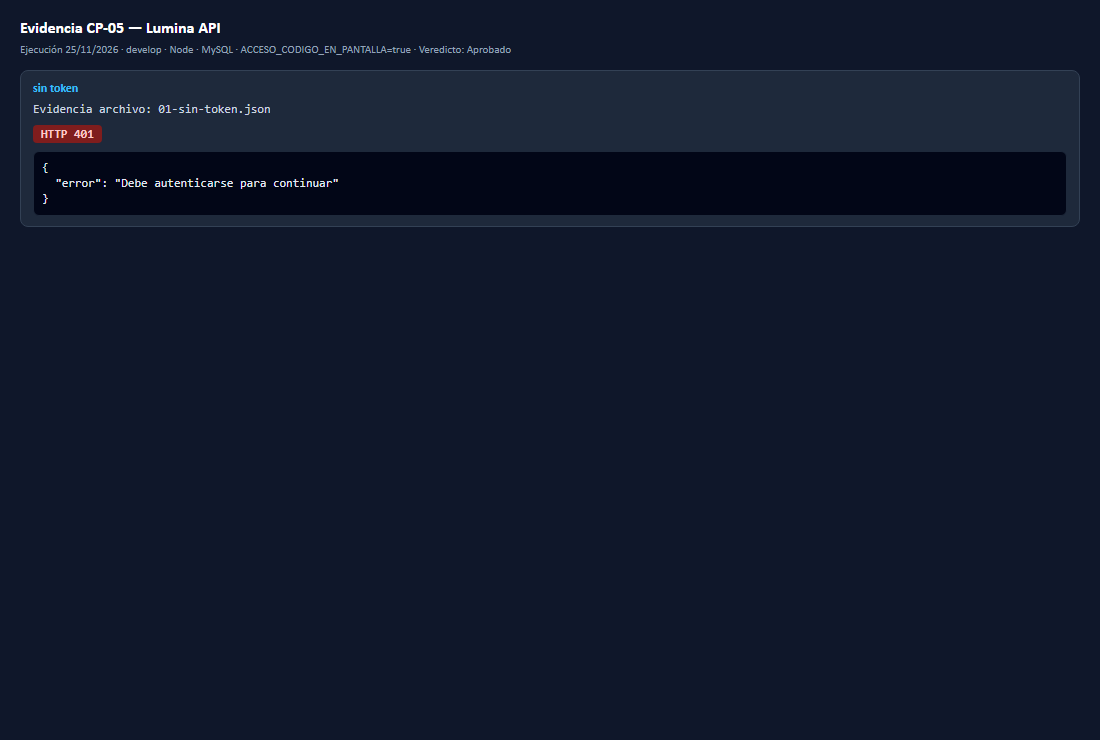 Evidencia CP-05 — Lumina API
Ejecución 25/11/2026 · develop · Node · MySQL · ACCESO_CODIGO_EN_PANTALLA=true · Veredicto: Aprobado
sin token
Evidencia archivo: 01-sin-token.json
HTTP 401
{
  "error": "Debe autenticarse para continuar"
}